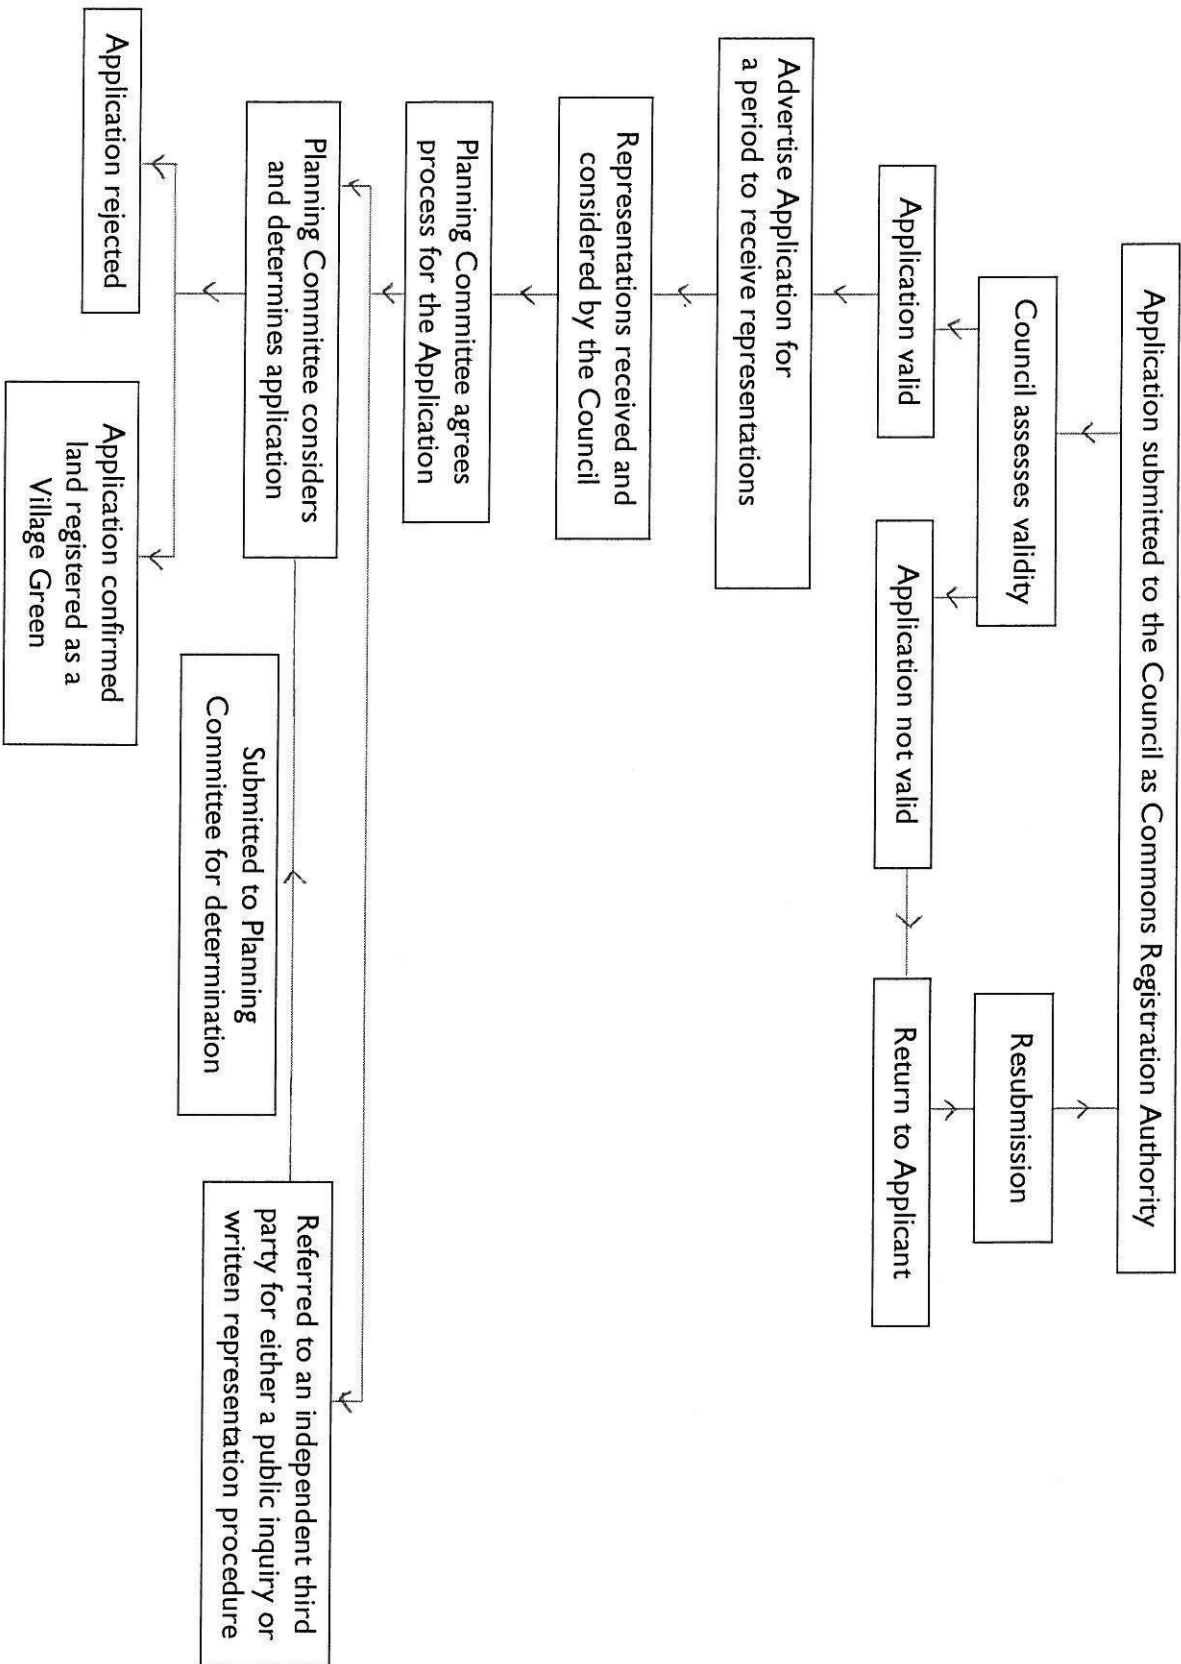 Application submitted to the Council as Commons Registration Authority
Council assesses validity
Resubmission
Application valid
Application not valid
Return to Applicant
Advertise Application for
a period to receive representations
Representations received and
considered by the Council
Planning Committee agrees
process for the Application
Planning Committee considers
and determines application
Submitted to Planning
Committee for determination
Referred to an independent third
party for either a public inquiry or
written representation procedure
Application rejected
Application confirmed
land registered as a
Village Green